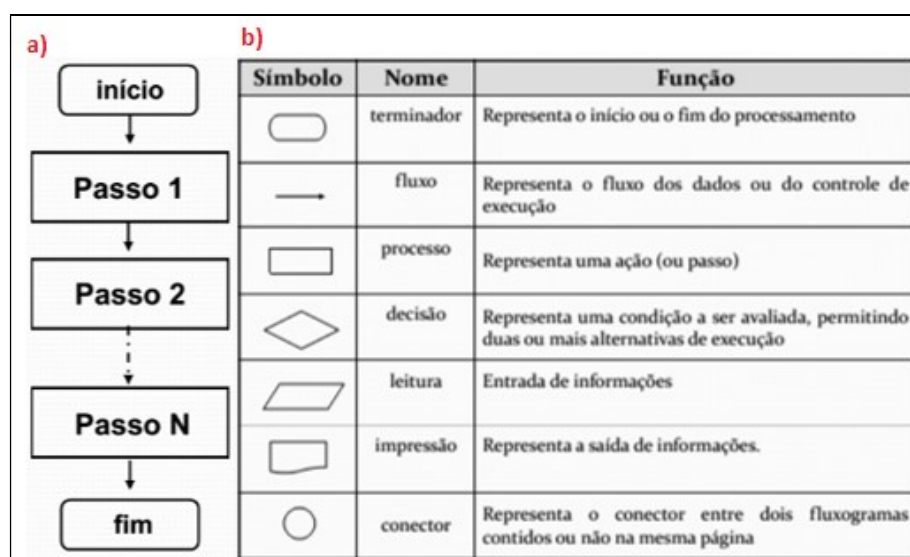 a)
início
Passo 1
Passo 2
Passo N
fim
b)
Símbolo Nome Função
terminador Representa o início ou o fim do processamento
fluxo Representa o fluxo dos dados ou do controle de
execução
processo Representa uma ação (ou passo)
decisão Representa uma condição a ser avaliada, permitindo
duas ou mais alternativas de execução
leitura Entrada de informações
impressão Representa a saída de informações.
conector Representa o conector entre dois fluxogramas
contidos ou não na mesma página